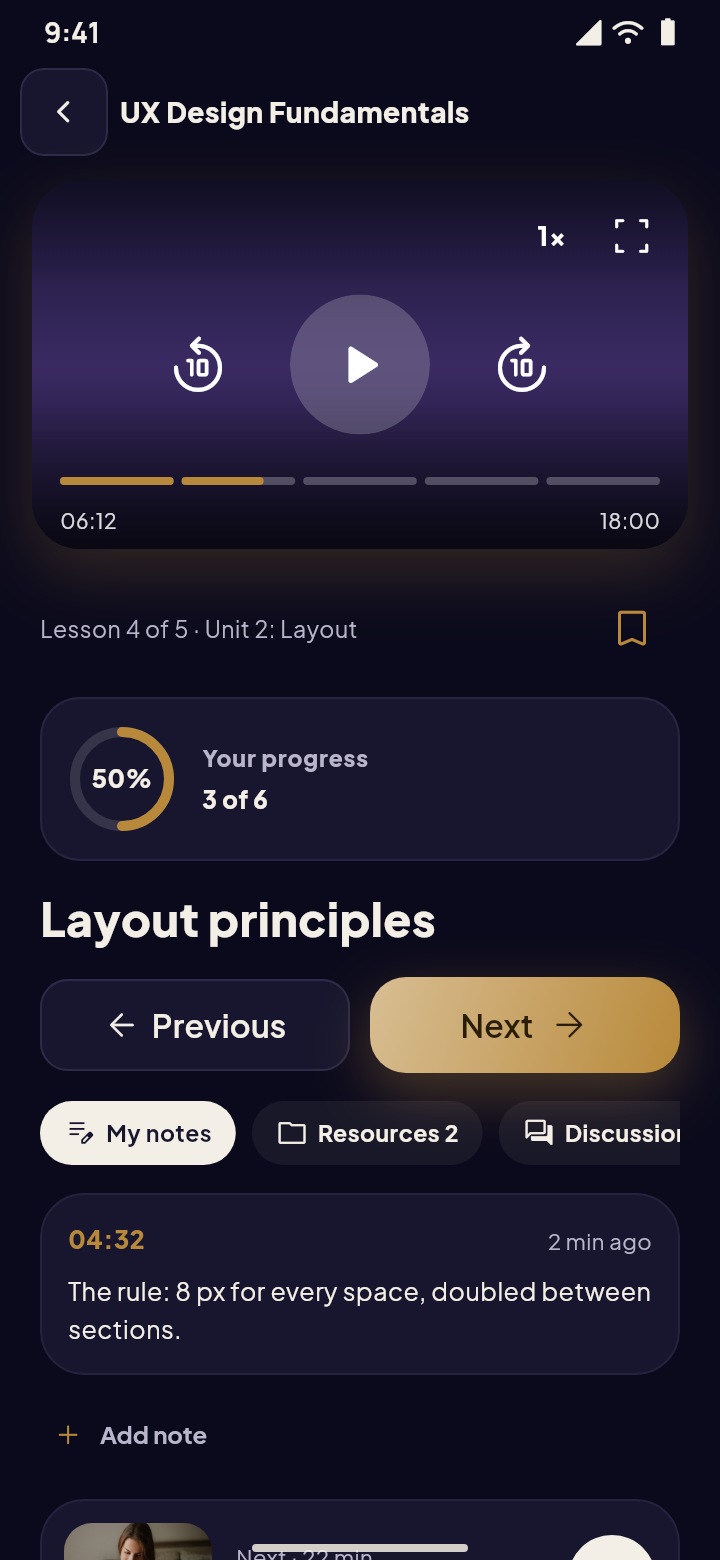 9:41
UX Design Fundamentals
1×
10
10
06:12
18:00
Lesson 4 of 5 · Unit 2: Layout
50%
Your progress
3 of 6
Layout principles
Previous
Next
My notes
Resources 2
Discussion
04:32
2 min ago
The rule: 8 px for every space, doubled between
sections.
Add note
Next · 22 min